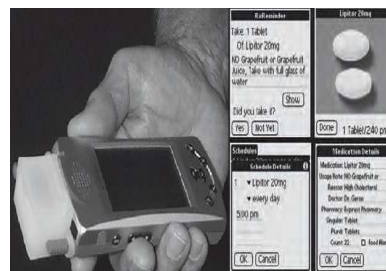 RxReminder
Take: 1 Tablet
Of: Lipitor 20mg
NO Grapefruit or Grapefruit
Juice, Take with full glass of
water
Show
Did you take it?
Yes Not Yet
Lipitor 20mg
Done 1 Tablet/240
Schedules
Schedule Details
1 Lipitor 20mg
every day
5:00 pm
OK Cancel
Medication Details
Medication: Lipitor 20mg
Usage Note: NO Grapefruit or
Reason: High Cholesterol
Doctor: Dr.
Pharmacy: Express Pharmacy
Singular: Tablet
Plural: Tablets
Count: 22
OK Cancel